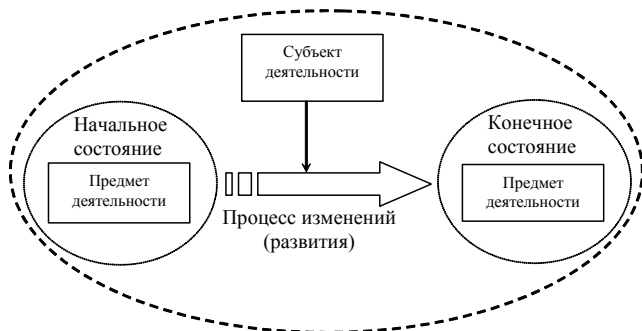 Субъект
деятельности
Начальное
состояние
Предмет
деятельности
Процесс изменений
(развития)
Конечное
состояние
Предмет
деятельности